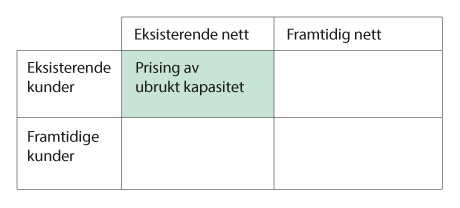 Eksisterende nett
Framtidig nett
Eksisterende
kunder
Prising av
ubrukt kapasitet
Framtidige
kunder